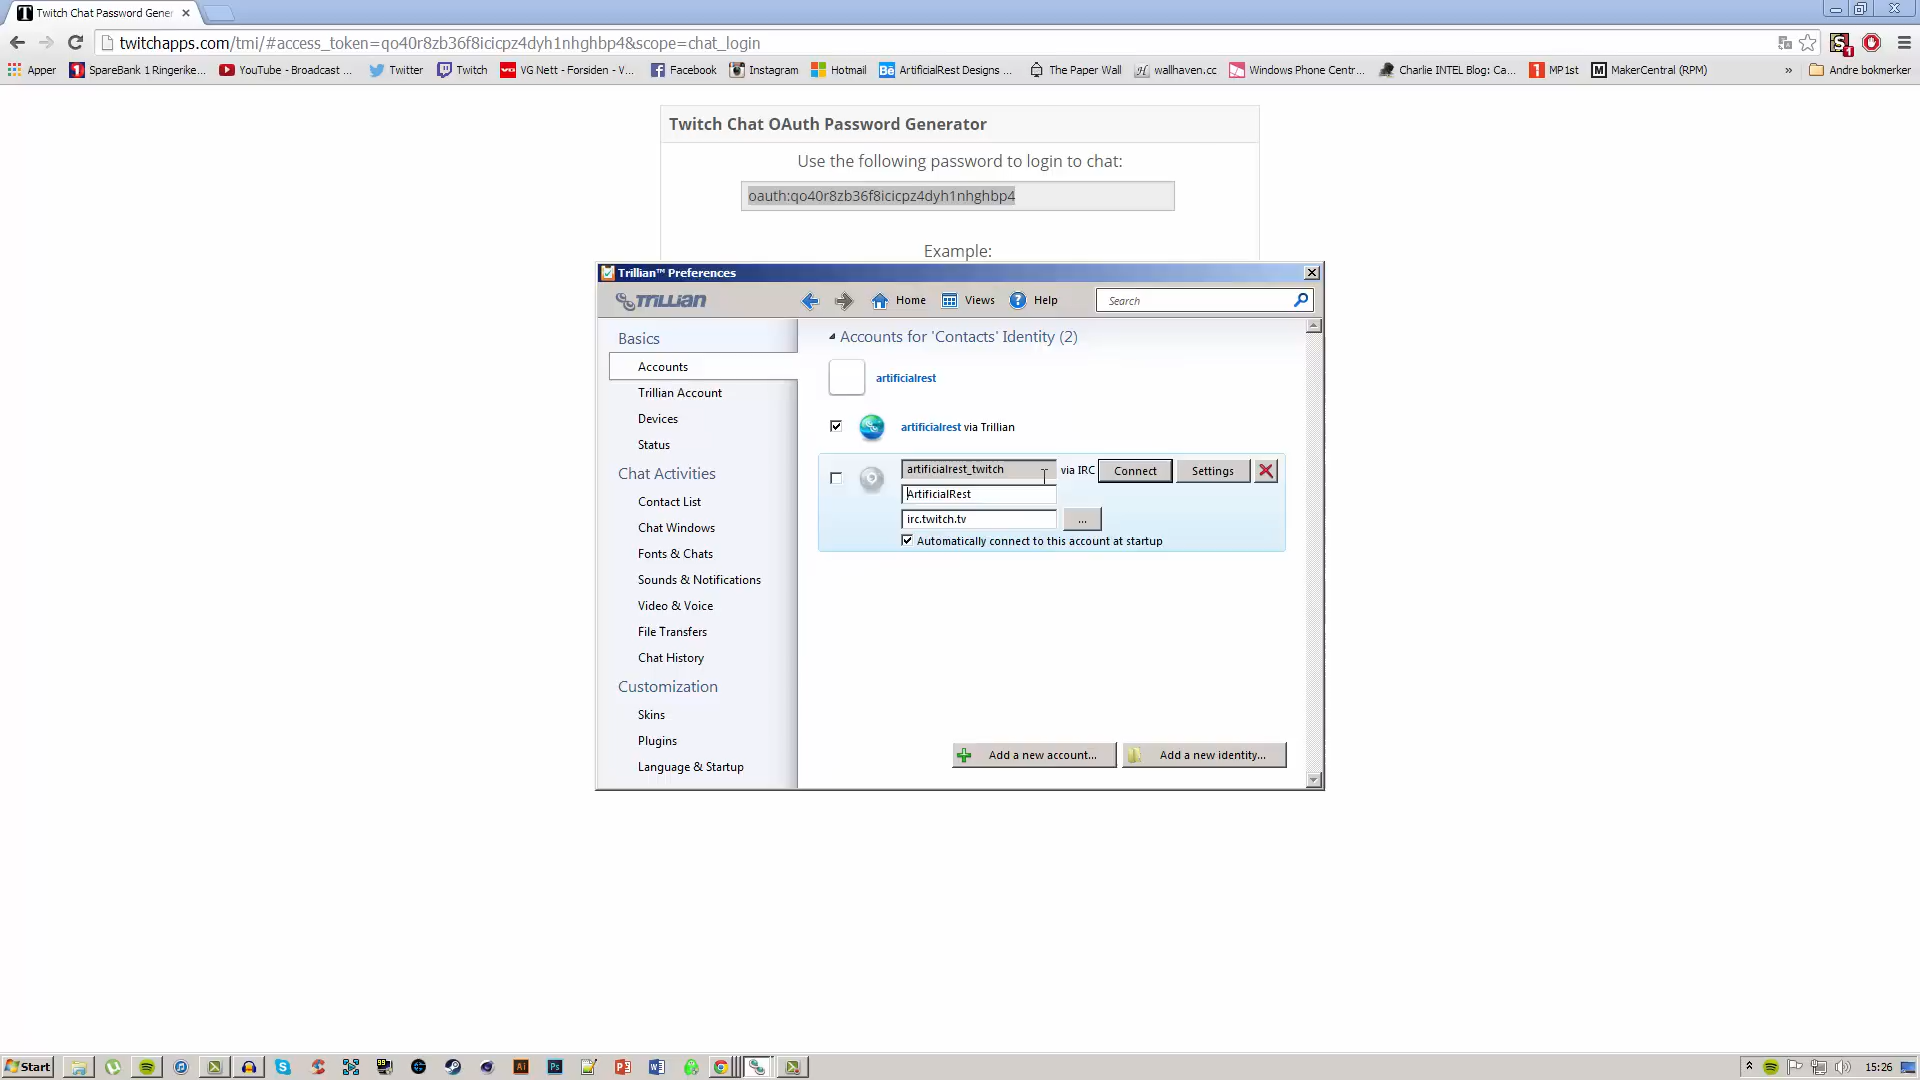 Twitch Chat Password Gener
twitchapps.com/tmi/#access_token=qo40r8zb36f8icicpz4dyh1nhghbp4&scope=chat_login
Apper
SpareBank 1 Ringerike...
YouTube - Broadcast ...
Twitter
Twitch
VG Nett - Forsiden - V...
Facebook
Instagram
Hotmail
ArtificialRest Designs ...
The Paper Wall
wallhaven.cc
Windows Phone Centr...
Charlie INTEL Blog: Ca...
MP1st
MakerCentral (RPM)
»
Andre bokmerker
Twitch Chat OAuth Password Generator
Use the following password to login to chat:
oauth:qo40r8zb36f8icicpz4dyh1nhghbp4
Example:
Trillian™ Preferences
TRILLIAN
Home
Views
Help
Search
Basics
Accounts
Trillian Account
Devices
Status
Chat Activities
Contact List
Chat Windows
Fonts & Chats
Sounds & Notifications
Video & Voice
File Transfers
Chat History
Customization
Skins
Plugins
Language & Startup
Accounts for 'Contacts' Identity (2)
artificialrest
artificialrest via Trillian
artificialrest_twitch
via IRC
Connect
Settings
ArtificialRest
irc.twitch.tv
...
Automatically connect to this account at startup
Add a new account...
Add a new identity...
Start
15:26